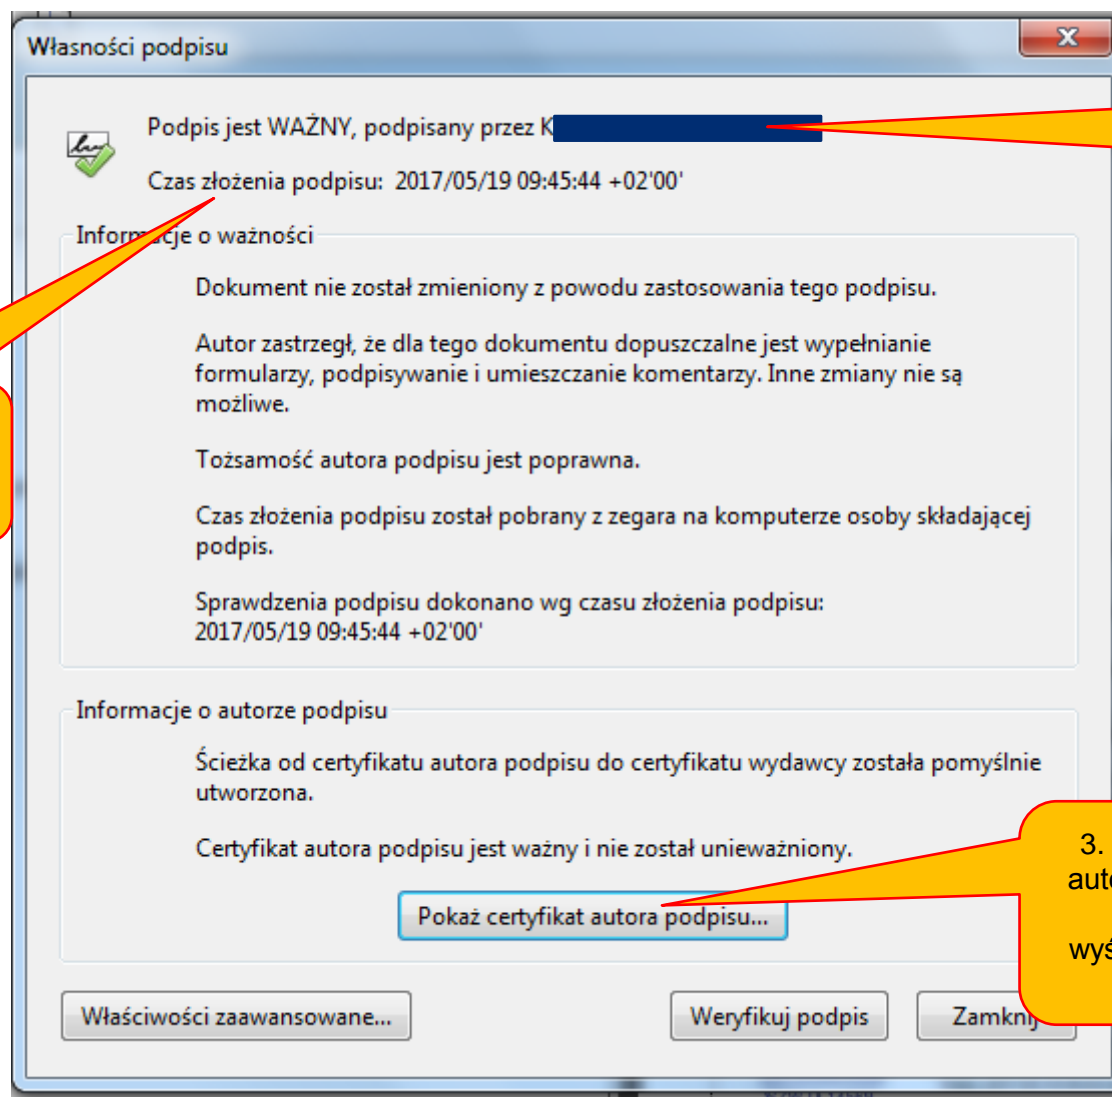 Własności podpisu
Podpis jest WAŻNY, podpisany przez K
Czas złożenia podpisu: 2017/05/19 09:45:44 +02'00'
Informacje o ważności
Dokument nie został zmieniony z powodu zastosowania tego podpisu.
Autor zastrzegł, że dla tego dokumentu dopuszczalne jest wypełnianie
formularzy, podpisywanie i umieszczanie komentarzy. Inne zmiany nie są
możliwe.
Tożsamość autora podpisu jest poprawna.
Czas złożenia podpisu został pobrany z zegara na komputerze osoby składającej
podpis.
Sprawdzenia podpisu dokonano wg czasu złożenia podpisu:
2017/05/19 09:45:44 +02'00'
Informacje o autorze podpisu
Ścieżka od certyfikatu autora podpisu do certyfikatu wydawcy została pomyślnie
utworzona.
Certyfikat autora podpisu jest ważny i nie został unieważniony.
3.
Pokaż certyfikat autora podpisu...
Właściwości zaawansowane...
Weryfikuj podpis
Zamknij